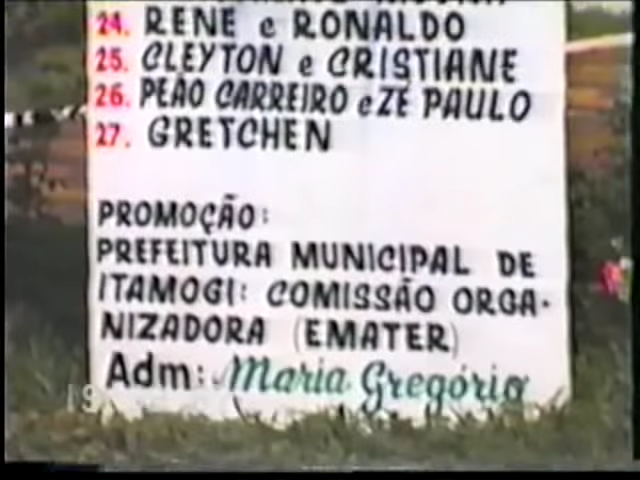 24. RENE e RONALDO
25. CLEYTON e CRISTIANE
26. PEÃO CARREIRO e ZÉ PAULO
27. GRETCHEN
PROMOÇÃO:
PREFEITURA MUNICIPAL DE
ITAMOGI: COMISSÃO ORGA-
NIZADORA (EMATER)
Adm: Maria Gregório